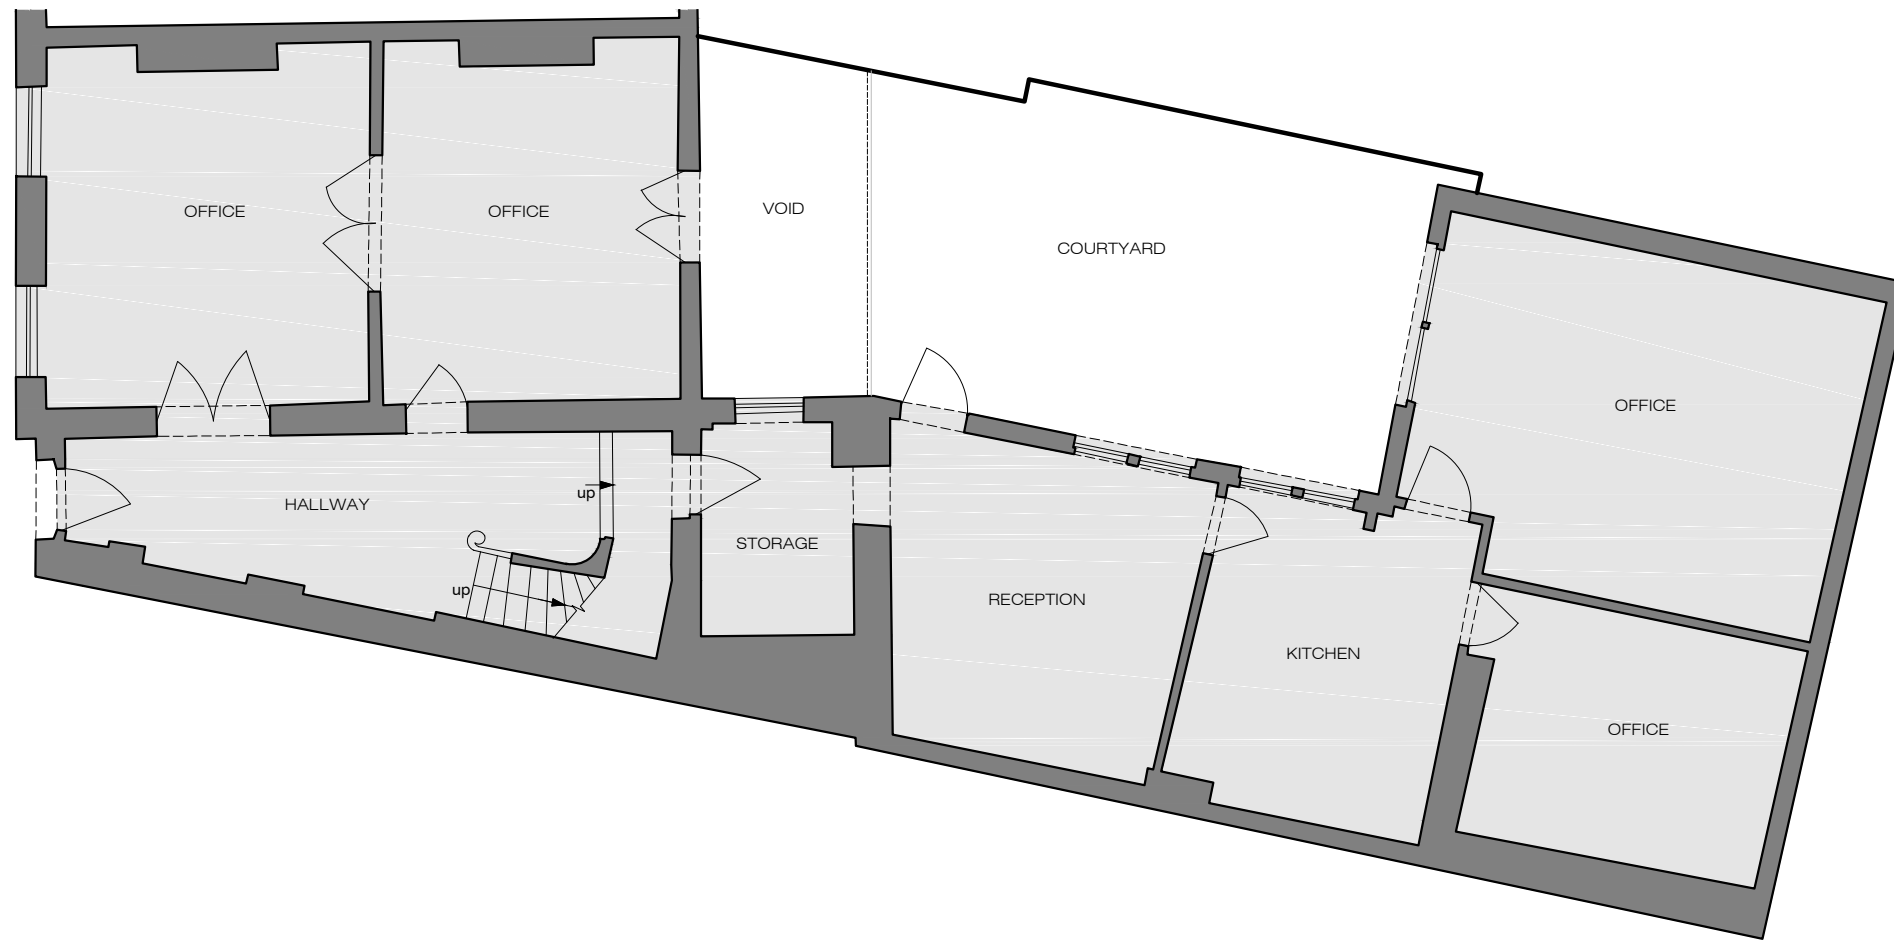 OFFICE
OFFICE
VOID
COURTYARD
OFFICE
HALLWAY
up
STORAGE
up
RECEPTION
KITCHEN
OFFICE